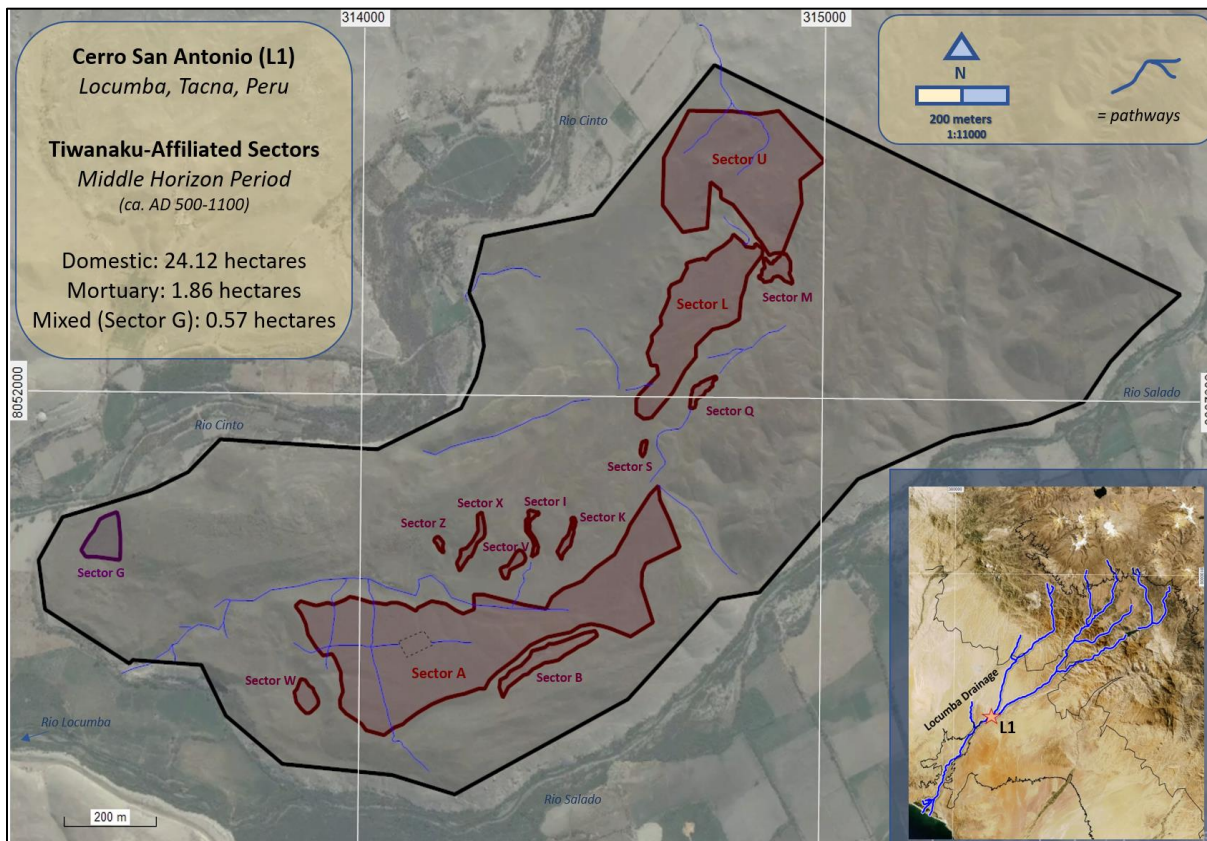 314000
315000
Cerro San Antonio (L1)
Locumba, Tacna, Peru
Tiwanaku-Affiliated Sectors
Middle Horizon Period
(ca. AD 500-1100)
Domestic: 24.12 hectares
Mortuary: 1.86 hectares
Mixed (Sector G): 0.57 hectares
N
200 meters
1:11000
= pathways
Rio Cinto
Sector U
Sector M
Sector L
8052000
Rio Salado
Sector Q
Rio Cinto
Sector S
Sector X
Sector I
Sector Z
Sector K
Sector V
Sector G
Sector A
Sector W
Sector B
Rio Locumba
Rio Salado
200 m
Locumba Drainage
L1